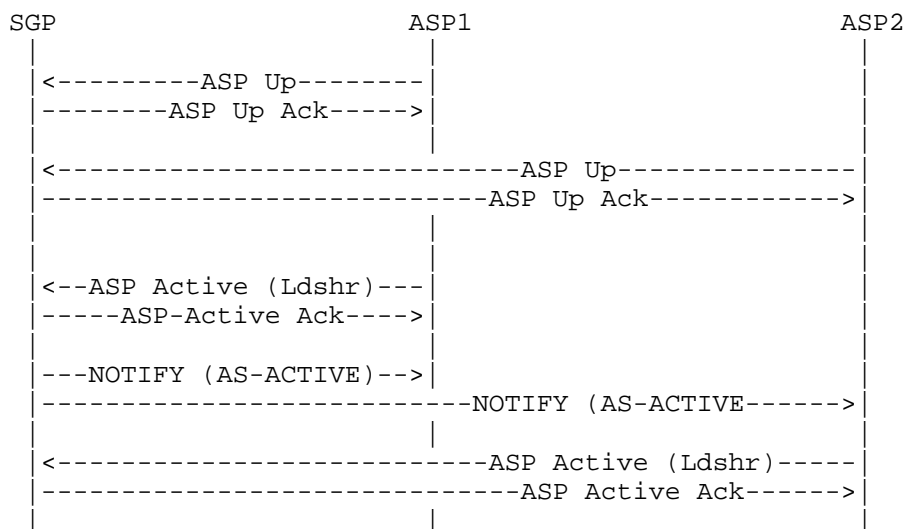 SGP ASP1 ASP2
<---------ASP Up--------
--------ASP Up Ack----->
<-----------------------------ASP Up---------------
----------------------------ASP Up Ack------------>
<--ASP Active (Ldshr)---
-----ASP-Active Ack---->
---NOTIFY (AS-ACTIVE)-->
---------------------------NOTIFY (AS-ACTIVE------>
<---------------------------ASP Active (Ldshr)-----
------------------------------ASP Active Ack------>